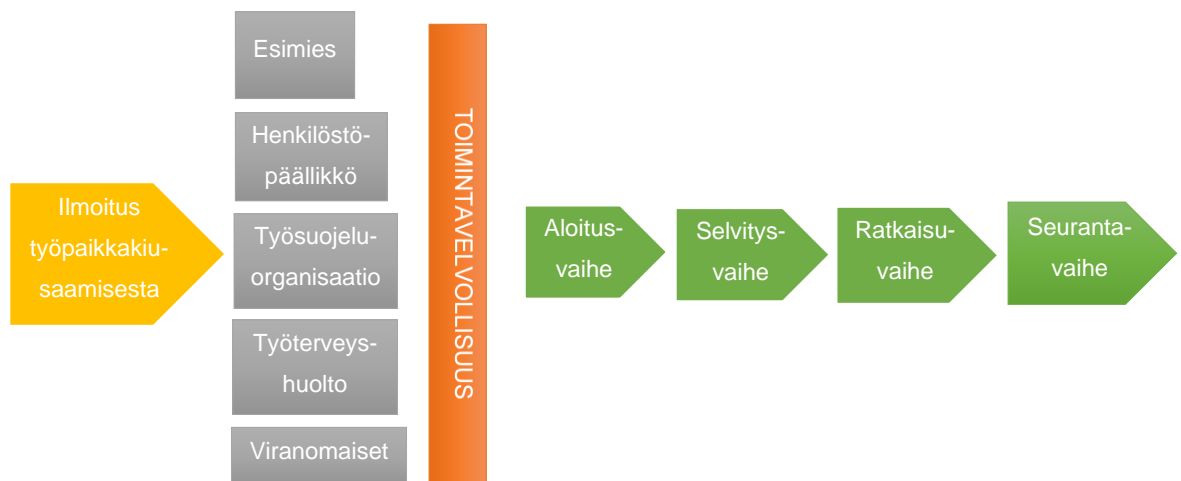 Ilmoitus
työpaikkakiu-
saamisesta
Esimies
Henkilöstö-
päällikkö
Työsuojelu-
organisaatio
Työterveys-
huolto
Viranomaiset
TOIMINTAVELVOLLISUUS
Aloitus-
vaihe
Selvitys-
vaihe
Ratkaisu-
vaihe
Seuranta-
vaihe